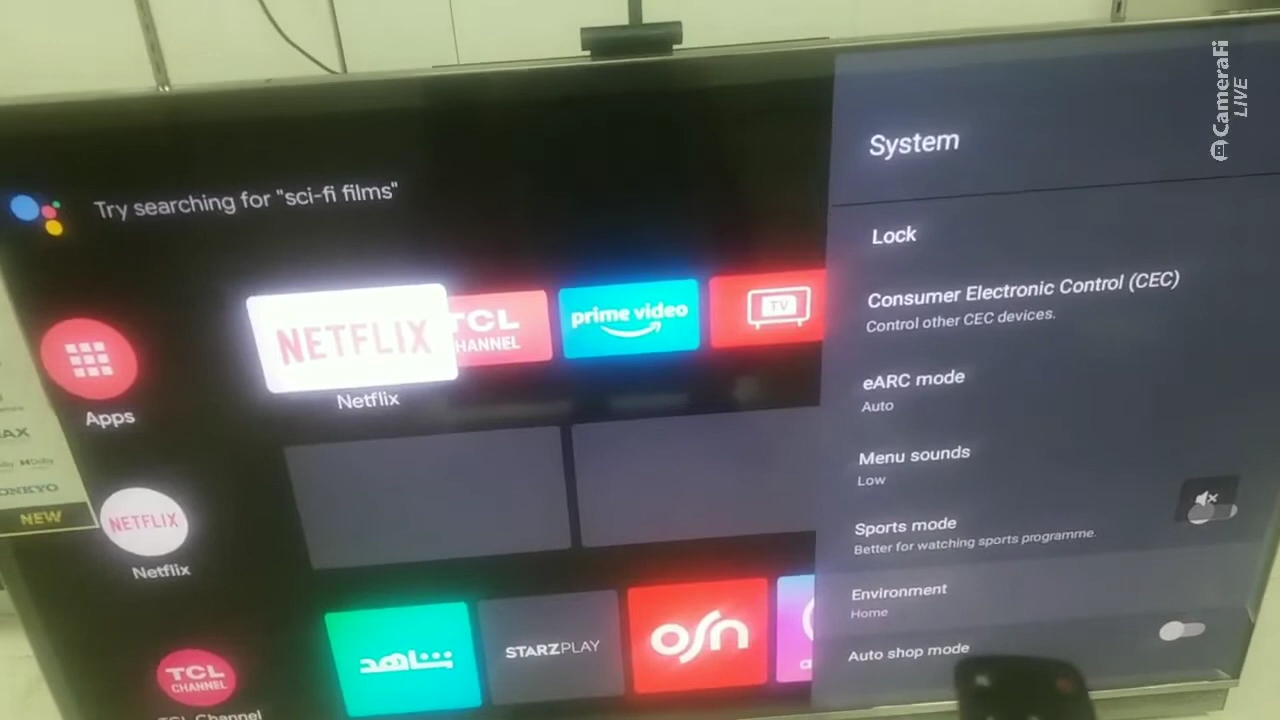 CameraFi
LIVE
System
Try searching for "sci-fi films"
Lock
Consumer Electronic Control (CEC)
Control other CEC devices.
NETFLIX
TCL
HANNEL
prime video
TV
Netflix
Apps
eARC mode
Auto
Menu sounds
Low
ONKYO
NEW
NETFLIX
Netflix
Sports mode
Better for watching sports programme.
Environment
Home
Auto shop mode
شاهد
STARZPLAY
osn
TCL
CHANNEL
TCL Channel